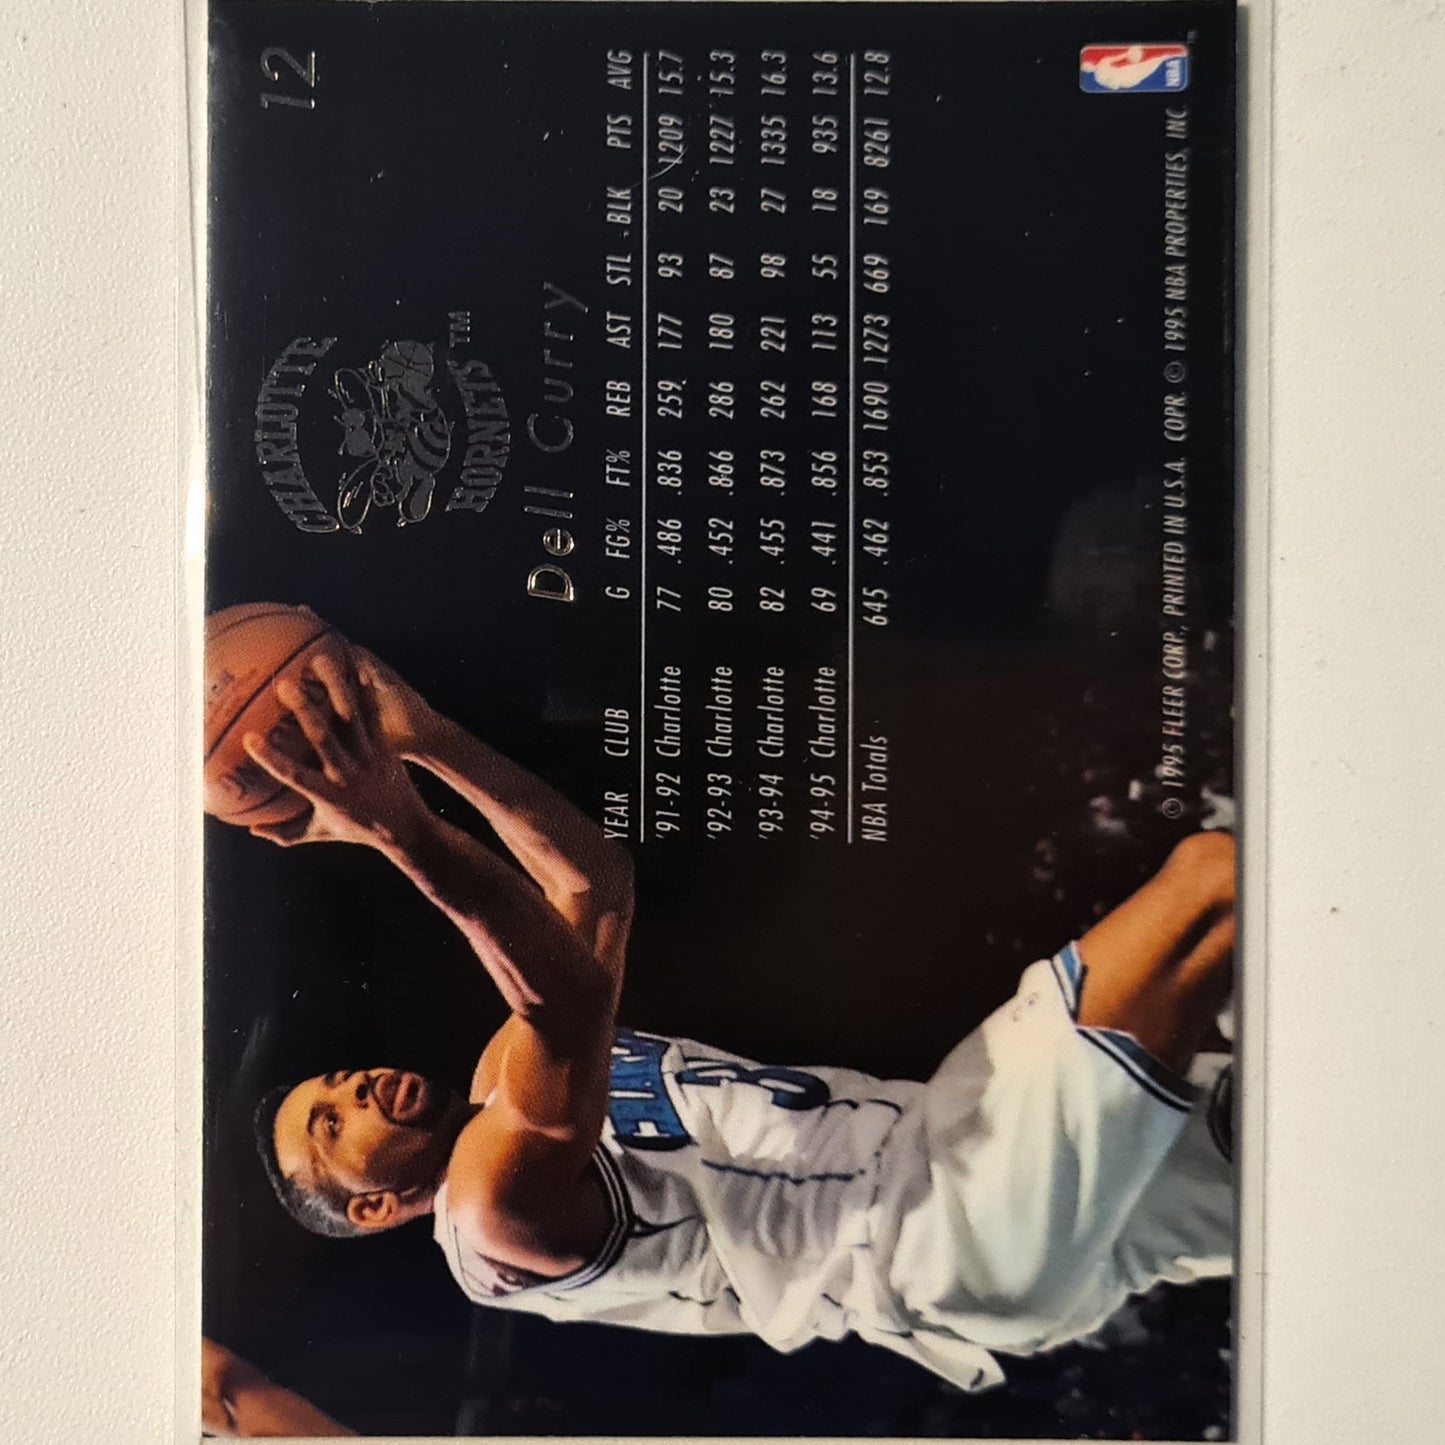 12
CHARLOTTE
HORNETS™
Dell Curry
YEAR CLUB G FG% FT% REB AST STL BLK PTS AVG
'91-92 Charlotte 77 .486 .836 259 177 93 20 1209 15.7
'92-93 Charlotte 80 .452 .866 286 180 87 23 1227 15.3
'93-94 Charlotte 82 .455 .873 262 221 98 27 1335 16.3
'94-95 Charlotte 69 .441 .856 168 113 55 18 935 13.6
NBA Totals 645 .462 .853 1690 1273 669 169 8261 12.8
© 1995 FLEER CORP., PRINTED IN U.S.A. COPR. © 1995 NBA PROPERTIES, INC.
NBA